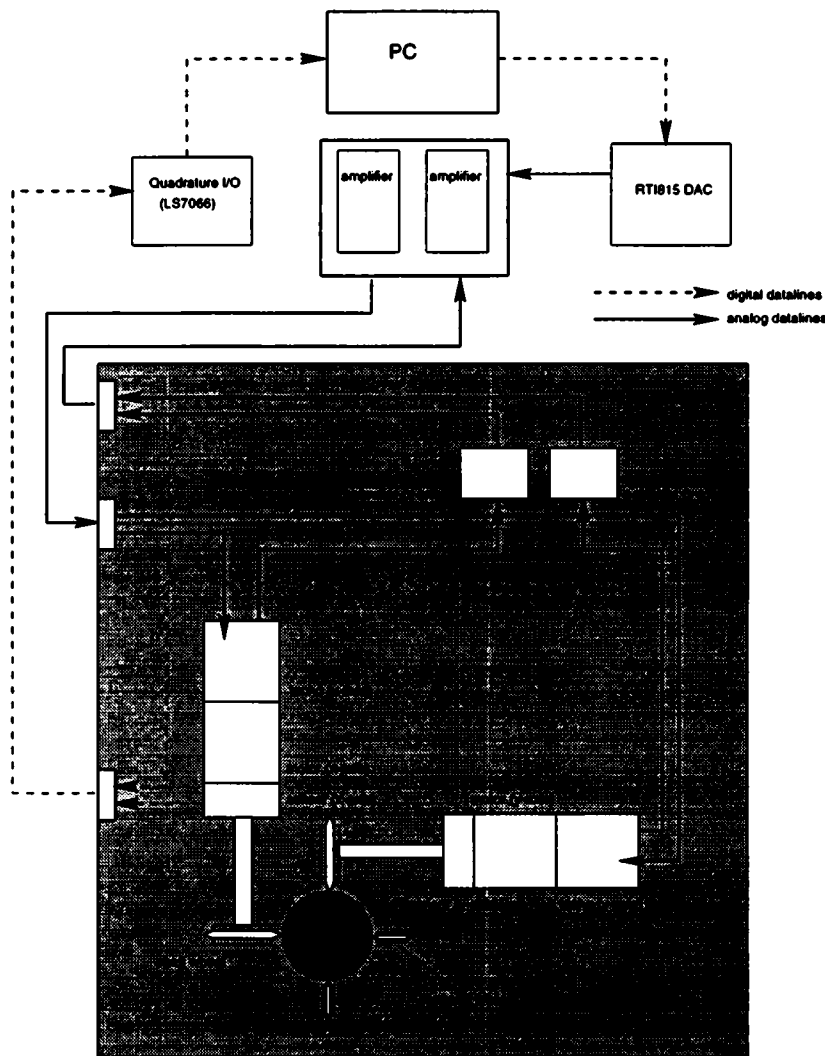 PC
Quadrature I/O
(LS7066)
amplifier
amplifier
RTI815 DAC
digital datalines
analog datalines